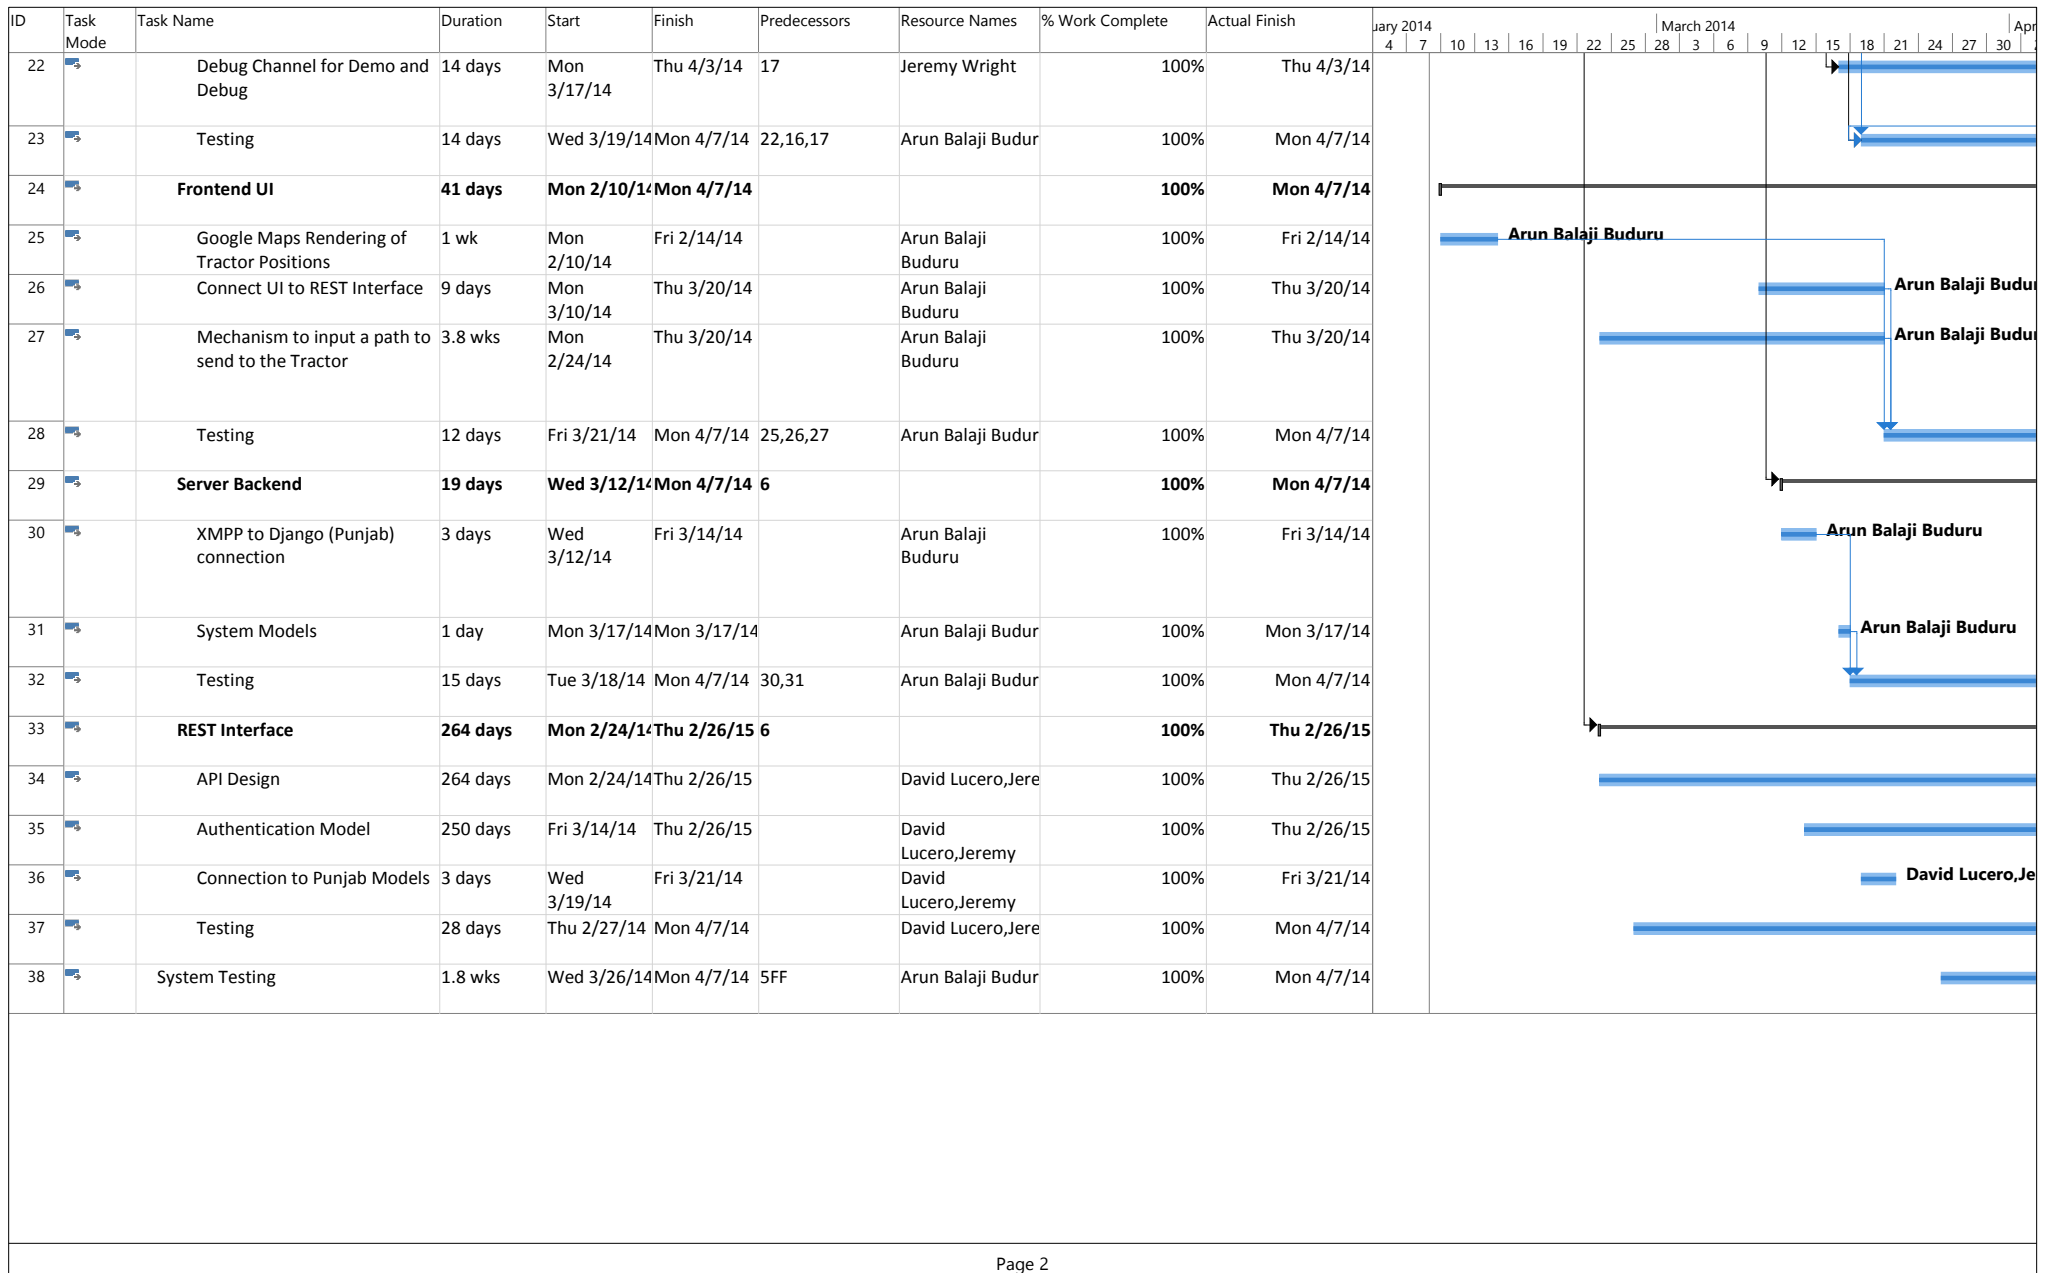 ID Task Mode Task Name Duration Start Finish Predecessors Resource Names % Work Complete Actual Finish
uary 2014 March 2014 Apr
4 7 10 13 16 19 22 25 28 3 6 9 12 15 18 21 24 27 30
22 Debug Channel for Demo and Debug 14 days Mon 3/17/14 Thu 4/3/14 17 Jeremy Wright 100% Thu 4/3/14
23 Testing 14 days Wed 3/19/14 Mon 4/7/14 22,16,17 Arun Balaji Budur 100% Mon 4/7/14
24 Frontend UI 41 days Mon 2/10/14 Mon 4/7/14 100% Mon 4/7/14
25 Google Maps Rendering of Tractor Positions 1 wk Mon 2/10/14 Fri 2/14/14 Arun Balaji Buduru 100% Fri 2/14/14 Arun Balaji Buduru
26 Connect UI to REST Interface 9 days Mon 3/10/14 Thu 3/20/14 Arun Balaji Buduru 100% Thu 3/20/14 Arun Balaji Budur
27 Mechanism to input a path to send to the Tractor 3.8 wks Mon 2/24/14 Thu 3/20/14 Arun Balaji Buduru 100% Thu 3/20/14 Arun Balaji Budur
28 Testing 12 days Fri 3/21/14 Mon 4/7/14 25,26,27 Arun Balaji Budur 100% Mon 4/7/14
29 Server Backend 19 days Wed 3/12/14 Mon 4/7/14 6 100% Mon 4/7/14
30 XMPP to Django (Punjab) connection 3 days Wed 3/12/14 Fri 3/14/14 Arun Balaji Buduru 100% Fri 3/14/14 Arun Balaji Buduru
31 System Models 1 day Mon 3/17/14 Mon 3/17/14 Arun Balaji Budur 100% Mon 3/17/14 Arun Balaji Buduru
32 Testing 15 days Tue 3/18/14 Mon 4/7/14 30,31 Arun Balaji Budur 100% Mon 4/7/14
33 REST Interface 264 days Mon 2/24/14 Thu 2/26/15 6 100% Thu 2/26/15
34 API Design 264 days Mon 2/24/14 Thu 2/26/15 David Lucero,Jere 100% Thu 2/26/15
35 Authentication Model 250 days Fri 3/14/14 Thu 2/26/15 David Lucero,Jeremy 100% Thu 2/26/15
36 Connection to Punjab Models 3 days Wed 3/19/14 Fri 3/21/14 David Lucero,Jeremy 100% Fri 3/21/14 David Lucero,Je
37 Testing 28 days Thu 2/27/14 Mon 4/7/14 David Lucero,Jere 100% Mon 4/7/14
38 System Testing 1.8 wks Wed 3/26/14 Mon 4/7/14 5FF Arun Balaji Budur 100% Mon 4/7/14
Page 2